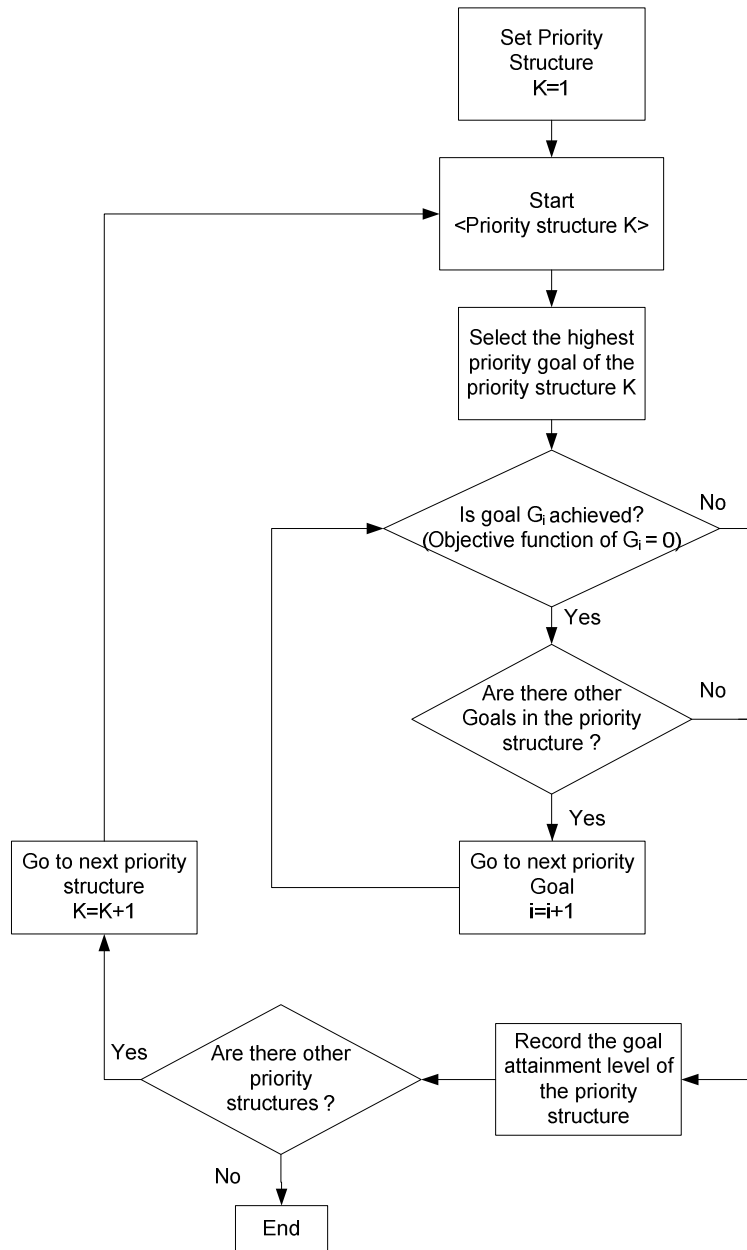 Set Priority
Structure
K=1
Start
<Priority structure K>
Select the highest
priority goal of the
priority structure K
Is goal Gi achieved?
(Objective function of Gi = 0)
No
Yes
Are there other
Goals in the priority
structure ?
No
Yes
Go to next priority
Goal
i=i+1
Go to next priority
structure
K=K+1
Record the goal
attainment level of
the priority
structure
Are there other
priority
structures ?
Yes
No
End